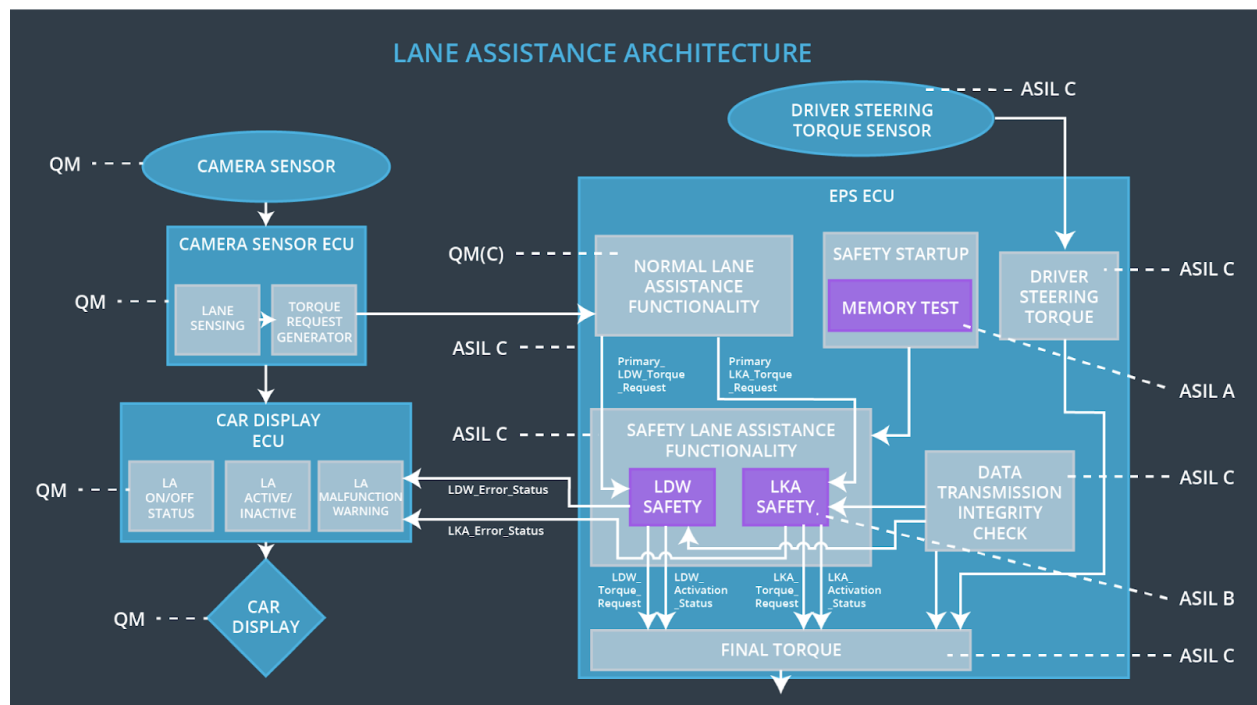 LANE ASSISTANCE ARCHITECTURE
ASIL C
DRIVER STEERING
TORQUE SENSOR
QM
CAMERA SENSOR
EPS ECU
CAMERA SENSOR ECU
QM(C)
NORMAL LANE
ASSISTANCE
FUNCTIONALITY
SAFETY STARTUP
MEMORY TEST
DRIVER
STEERING
TORQUE
ASIL C
QM
LANE
SENSING
TORQUE
REQUEST
GENERATOR
ASIL C
Primary_
LDW_Torque
_Request
Primary
LKA_Torque
_Request
ASIL A
CAR DISPLAY
ECU
ASIL C
SAFETY LANE ASSISTANCE
FUNCTIONALITY
QM
LA
ON/OFF
STATUS
LA
ACTIVE/
INACTIVE
LA
MALFUNCTION
WARNING
LDW_Error_Status
LKA_Error_Status
LDW
SAFETY
LKA
SAFETY
DATA
TRANSMISSION
INTEGRITY
CHECK
ASIL C
LDW_
Torque_
Request
LDW_
Activation
_Status
LKA_
Torque_
Request
LKA_
Activation
_Status
ASIL B
QM
CAR
DISPLAY
FINAL TORQUE
ASIL C